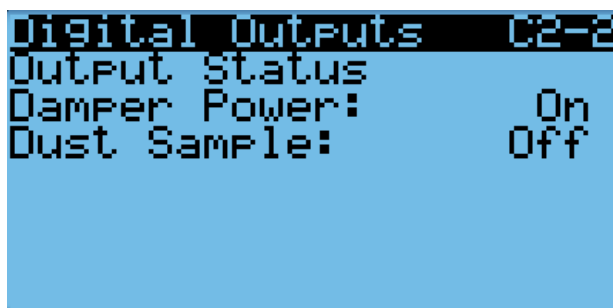 Digital Outputs C2-2
Output Status
Damper Power: On
Dust Sample: Off